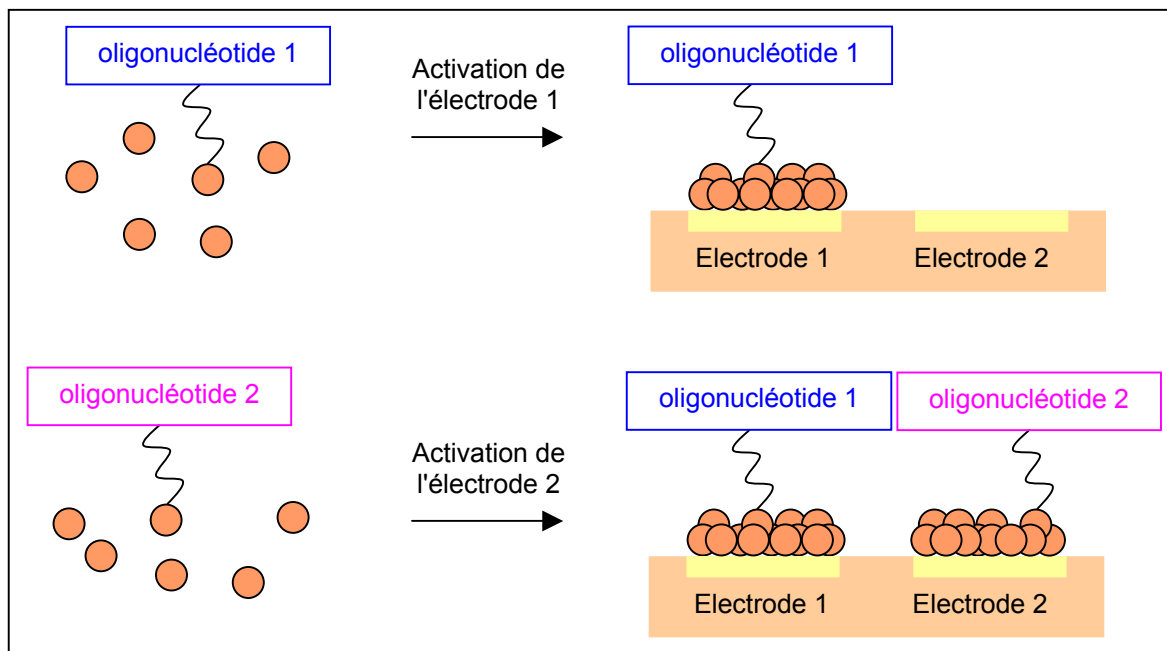 oligonucléotide 1
Activation de
l'électrode 1
oligonucléotide 1
Electrode 1
Electrode 2
oligonucléotide 2
Activation de
l'électrode 2
oligonucléotide 1
oligonucléotide 2
Electrode 1
Electrode 2